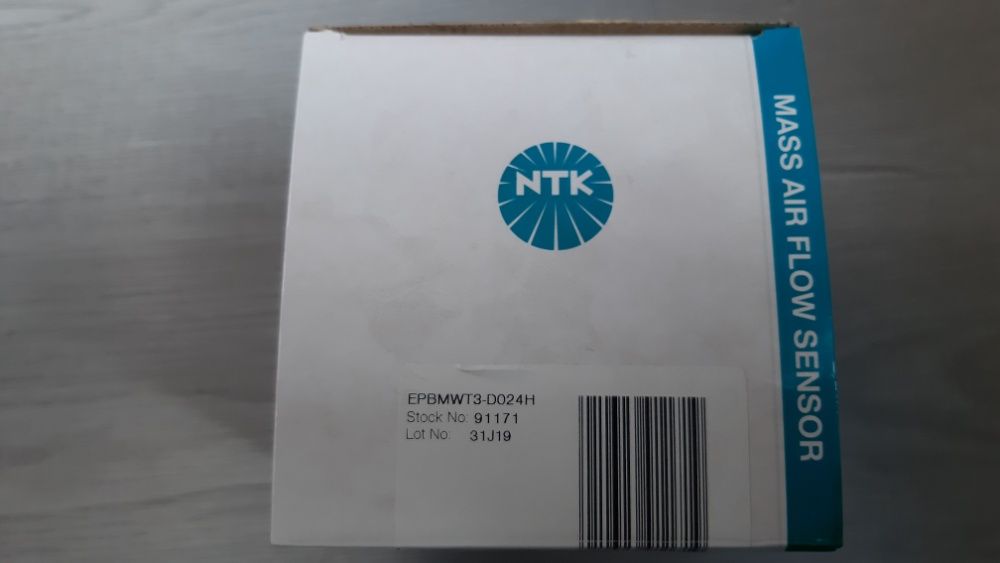 NTK
MASS AIR FLOW SENSOR
EPBMWT3-D024H
Stock No: 91171
Lot No: 31J19